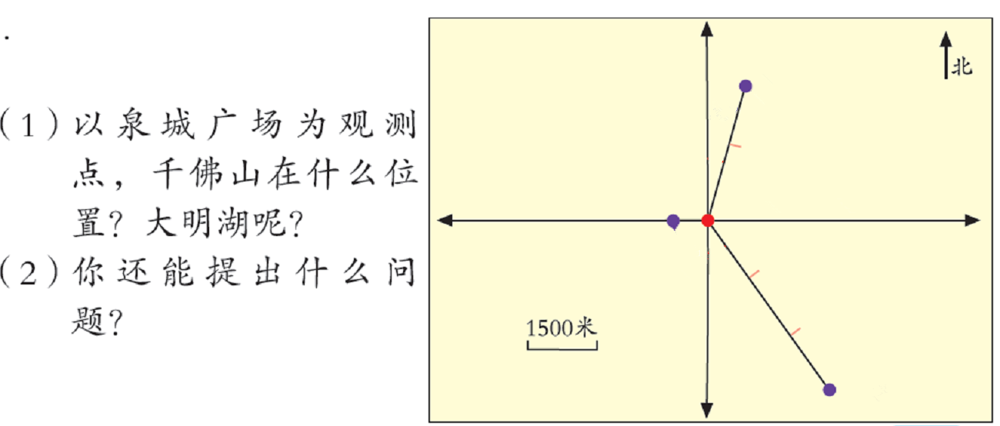 (1)以泉城广场为观测
点，千佛山在什么位
置？大明湖呢？
(2)你还能提出什么问
题？
北
1500米